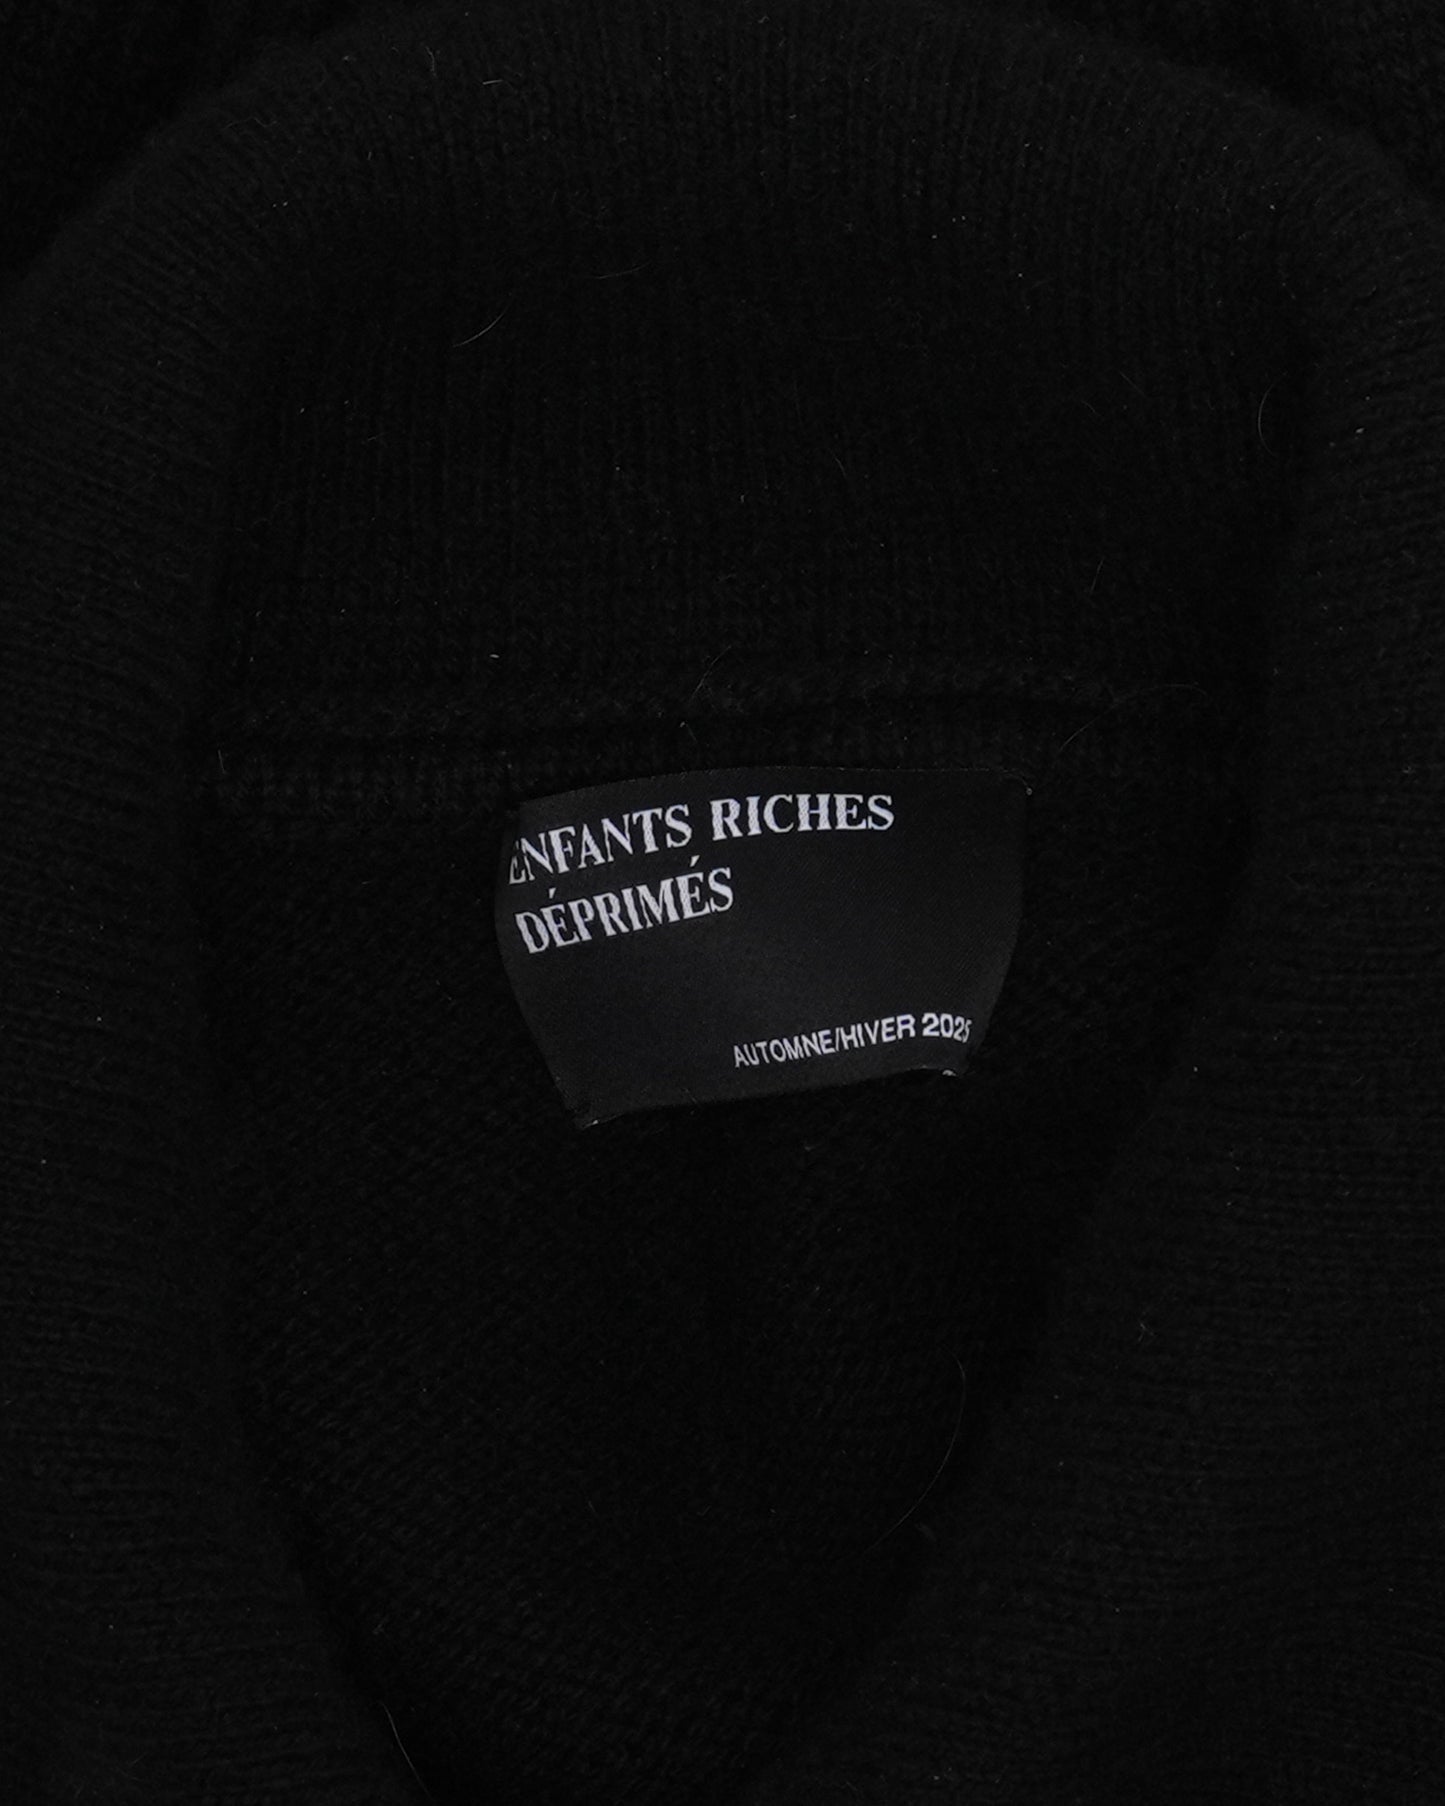 ENFANTS RICHES
DÉPRIMÉS
AUTOMNE/HIVER 2025